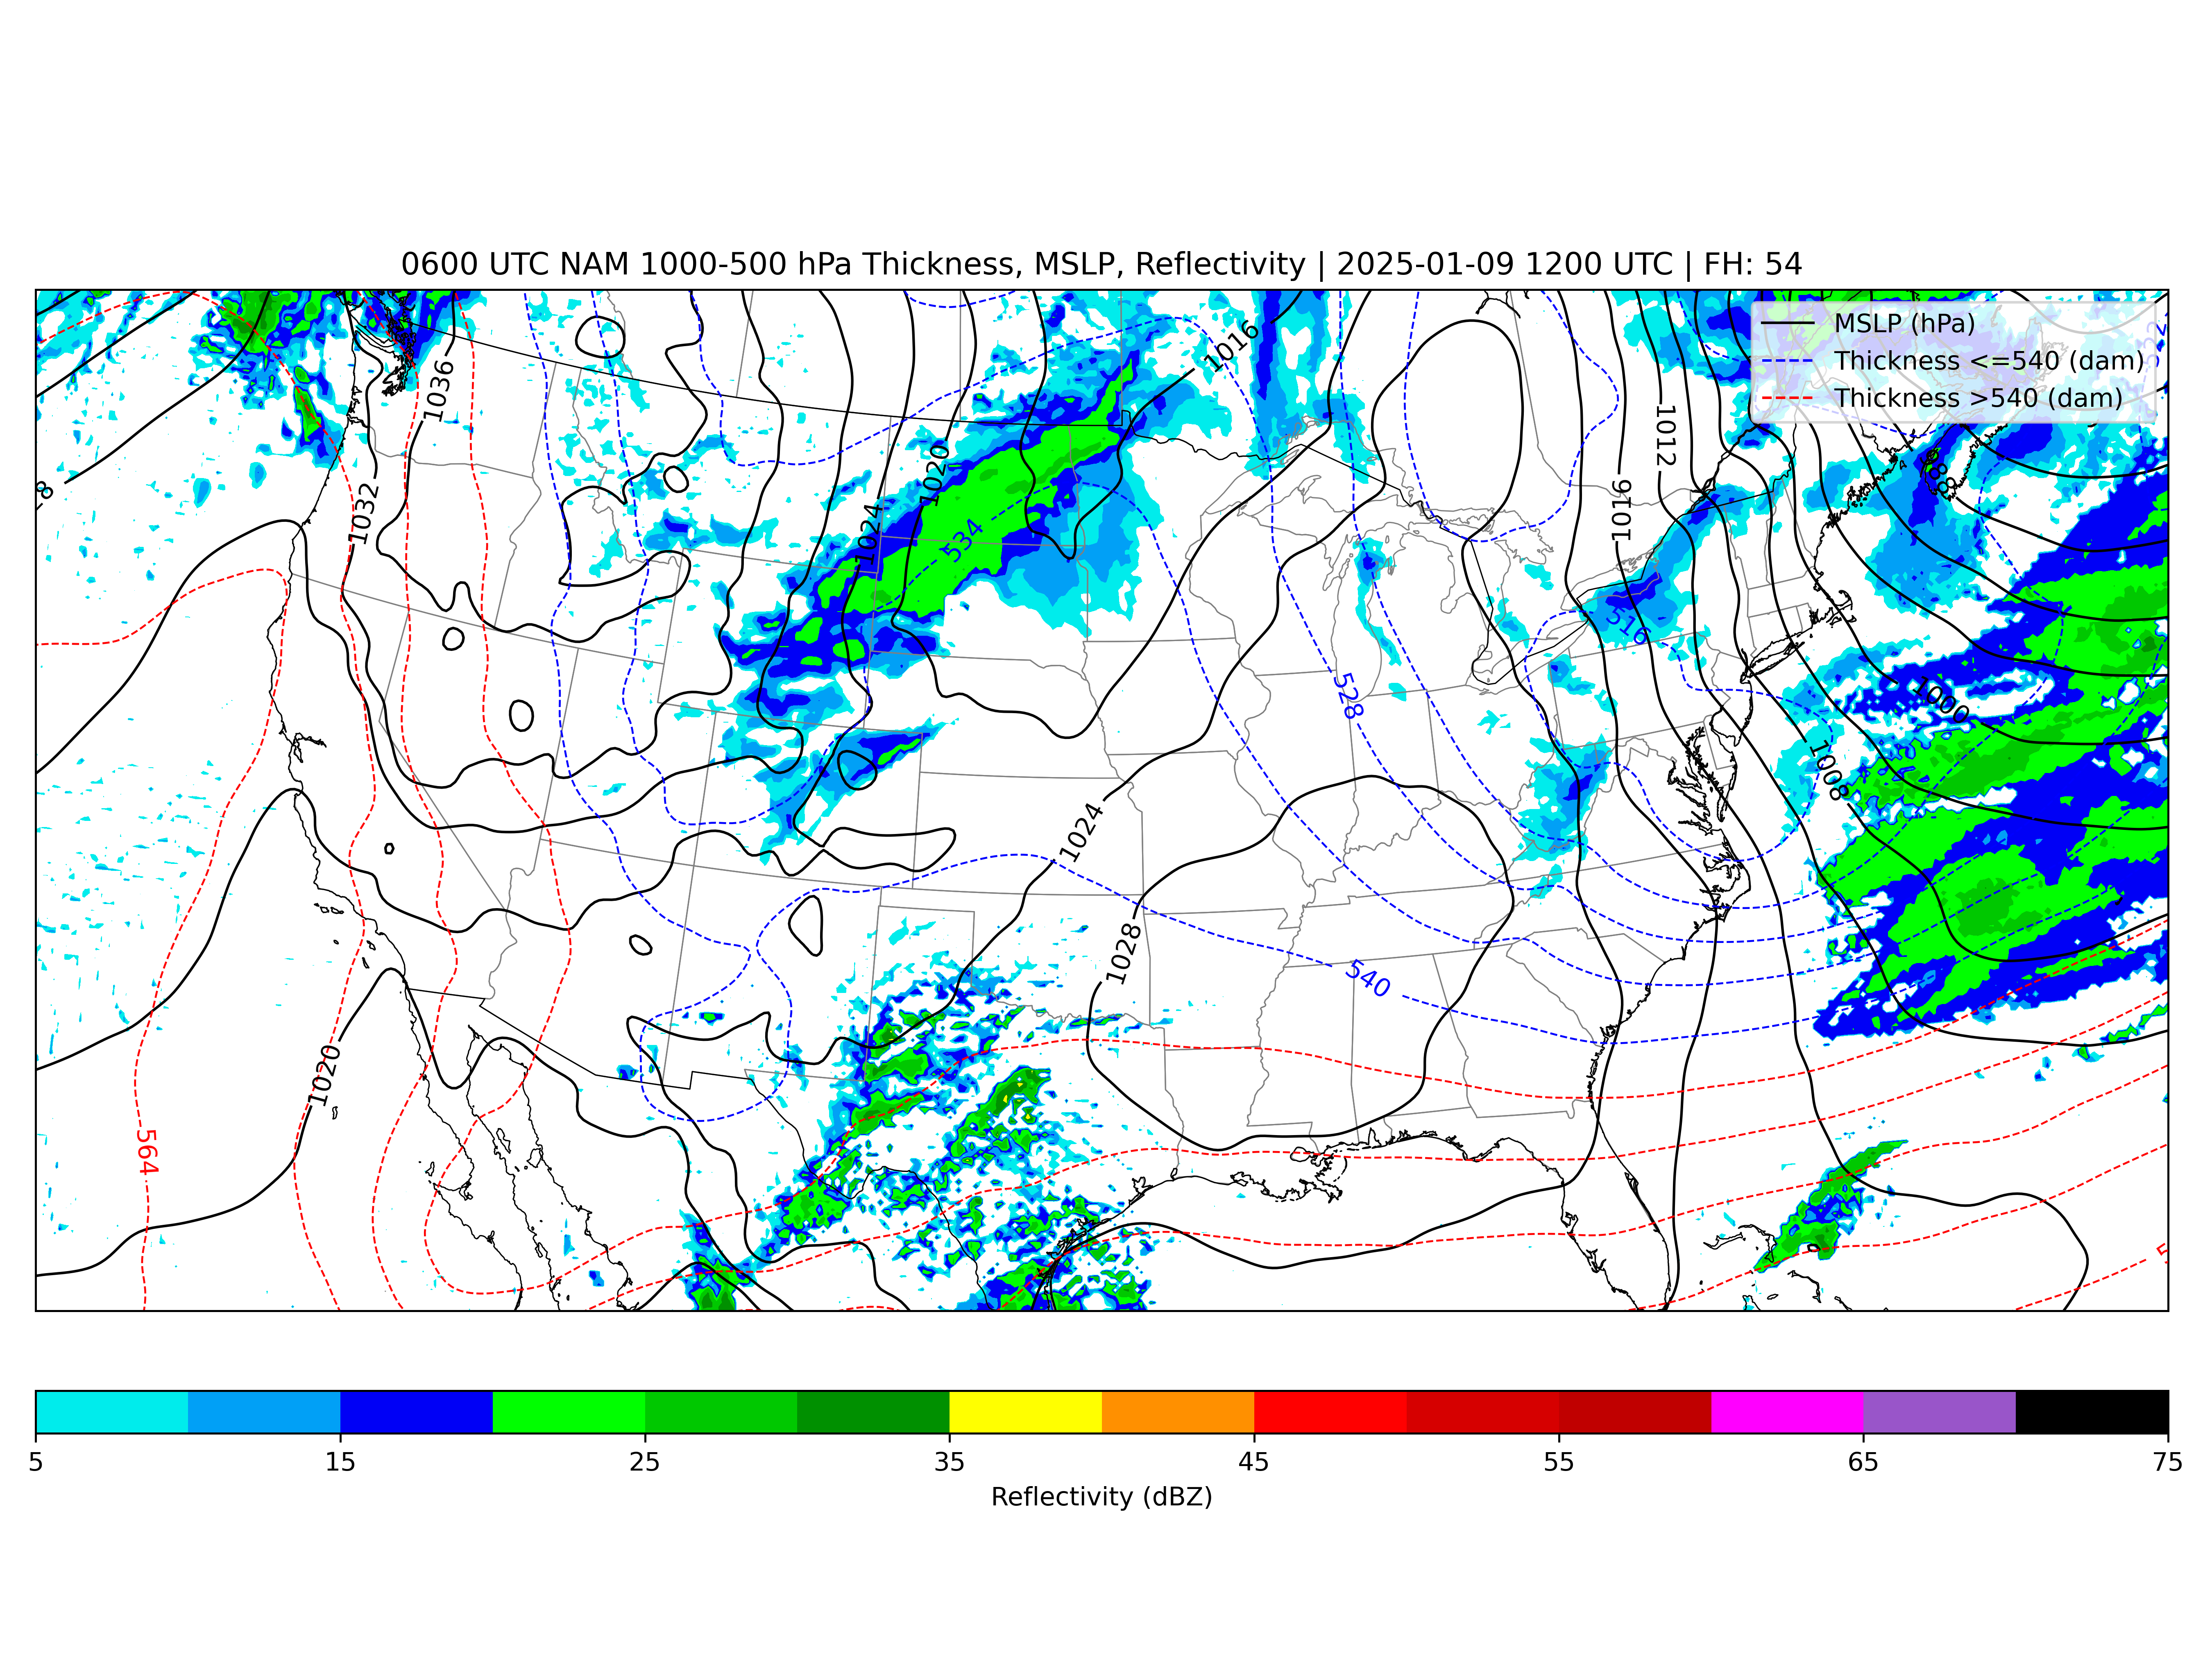 0600 UTC NAM 1000-500 hPa Thickness, MSLP, Reflectivity | 2025-01-09 1200 UTC | FH: 54
MSLP (hPa)
Thickness <=540 (dam)
Thickness >540 (dam)
1016
1036
1012
1020
1032
1016
1024
534
516
528
1000
1008
1024
1028
540
1020
564
5 15 25 35 45 55 65 75
Reflectivity (dBZ)